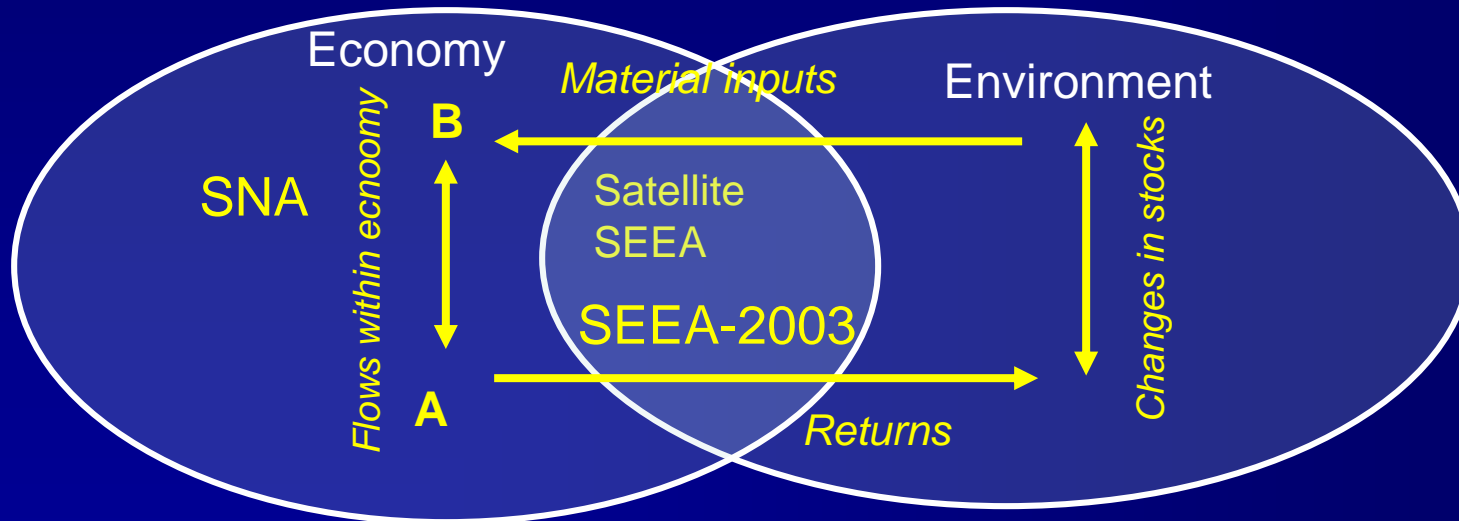 Economy
Material inputs
Environment
B
Flows within ecnoomy
SNA
Satellite
SEEA
Changes in stocks
SEEA-2003
A
Returns